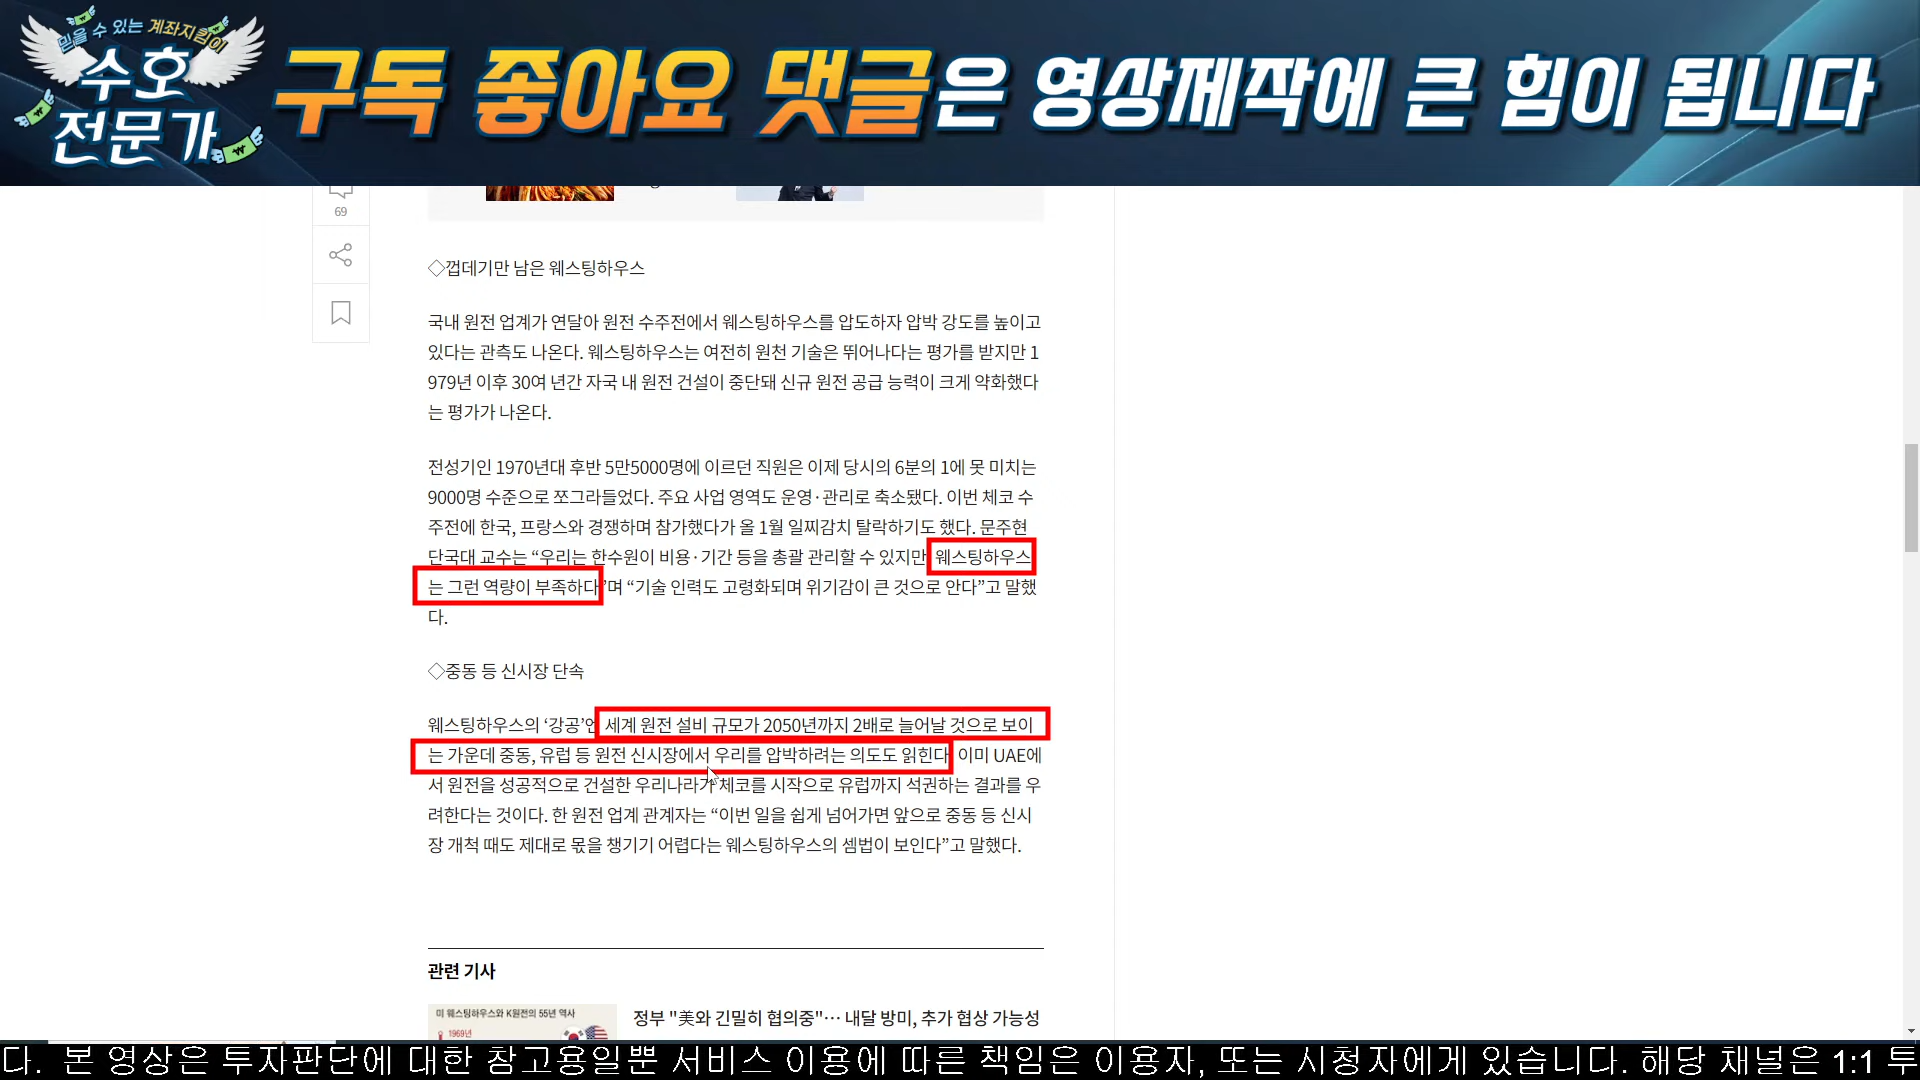 믿을 수 있는 계좌지킴이
수호
전문가
구독 좋아요 댓글은 영상제작에 큰 힘이 됩니다
69
◇껍데기만 남은 웨스팅하우스
국내 원전 업계가 연달아 원전 수주전에서 웨스팅하우스를 압도하자 압박 강도를 높이고
있다는 관측도 나온다. 웨스팅하우스는 여전히 원천 기술은 뛰어나다는 평가를 받지만 1
979년 이후 30여 년간 자국 내 원전 건설이 중단돼 신규 원전 공급 능력이 크게 약화했다
는 평가가 나온다.
전성기인 1970년대 후반 5만5000명에 이르던 직원은 이제 당시의 6분의 1에 못 미치는
9000명 수준으로 쪼그라들었다. 주요 사업 영역도 운영·관리로 축소됐다. 이번 체코 수
주전에 한국, 프랑스와 경쟁하며 참가했다가 올 1월 일찌감치 탈락하기도 했다. 문주현
단국대 교수는 “우리는 한수원이 비용·기간 등을 총괄 관리할 수 있지만 웨스팅하우스
는 그런 역량이 부족하다”며 “기술 인력도 고령화되며 위기감이 큰 것으로 안다”고 말했
다.
◇중동 등 신시장 단속
웨스팅하우스의 ‘강공’엔 세계 원전 설비 규모가 2050년까지 2배로 늘어날 것으로 보이
는 가운데 중동, 유럽 등 원전 신시장에서 우리를 압박하려는 의도도 읽힌다 이미 UAE에
서 원전을 성공적으로 건설한 우리나라가 체코를 시작으로 유럽까지 석권하는 결과를 우
려한다는 것이다. 한 원전 업계 관계자는 “이번 일을 쉽게 넘어가면 앞으로 중동 등 신시
장 개척 때도 제대로 몫을 챙기기 어렵다는 웨스팅하우스의 셈법이 보인다”고 말했다.
관련 기사
미 웨스팅하우스와 K원전의 55년 역사
1969년
정부 "美와 긴밀히 협의중"… 내달 방미, 추가 협상 가능성
다. 본 영상은 투자판단에 대한 참고용일뿐 서비스 이용에 따른 책임은 이용자, 또는 시청자에게 있습니다. 해당 채널은 1:1 투